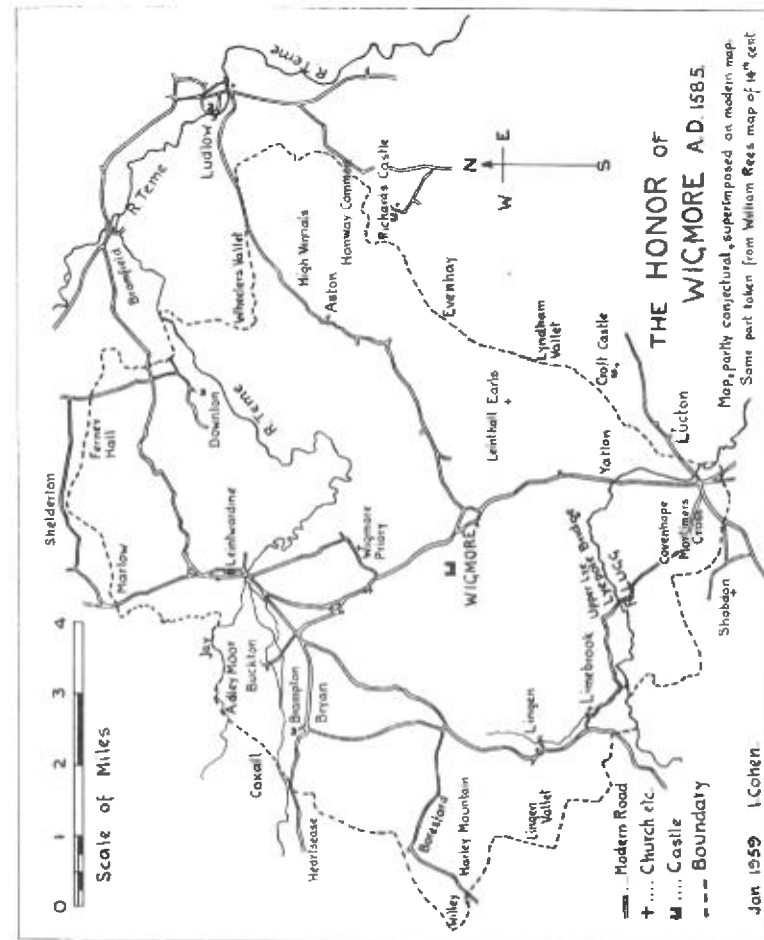 THE HONOR of
WIGMORE A.D. 1585.
Map, partly conjectural, superimposed on modern map.
Some part taken from William Rees map of 14th cent
Scale of Miles
0 1 2 3 4
N
W E
S
Shelderton
Marlow
Ferney
Hall
Bromfield
R Teme
Ludlow
R Teme
Downton
R Teme
Wheelers Vallet
High Vinnals
Hanway Common
Richards Castle
Aston
Evenhay
Lyndham
Vallet
Croft Castle
Leinthall Earls
Yatton
Lucton
Leintwardine
Wigmore
Priory
WIGMORE
Jay
Adley Moor
Buckton
Brampton
Bryan
Coxall
Heartsease
Boresford
Harley Mountain
Willey
Lingen
Lingen
Vallet
Limebrook
Upper Lye
Lyepole Bridge
R. LUGG
Covenhope
Mortimers
Cross
Shobdon
Modern Road
+ .... Church etc.
.... Castle
--- Boundary
Jan 1959 I. Cohen.